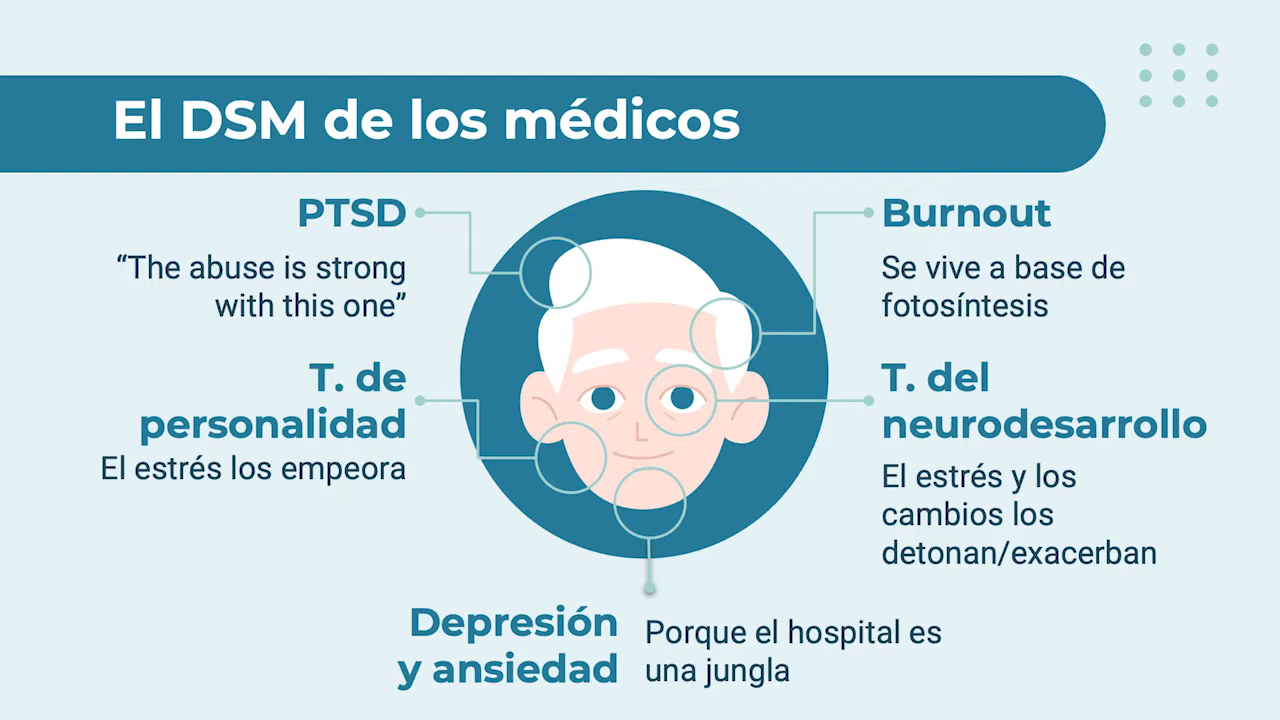 El DSM de los médicos
PTSD
“The abuse is strong
with this one”
T. de
personalidad
El estrés los empeora
Burnout
Se vive a base de
fotosíntesis
T. del
neurodesarrollo
El estrés y los
cambios los
detonan/exacerban
Depresión
y ansiedad
Porque el hospital es
una jungla